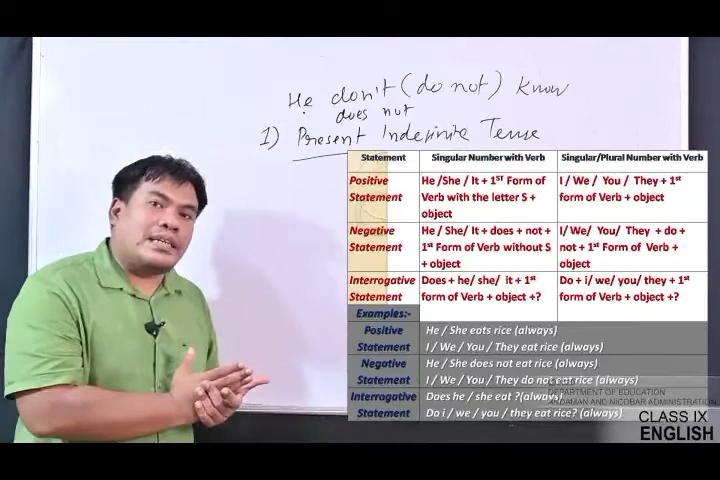 He don't (do not) know
does not
1) Present Indefinite Tense
Statement Singular Number with Verb Singular/Plural Number with Verb
Positive Statement He /She / It + 1ST Form of Verb with the letter S + object I / We / You / They + 1st form of Verb + object
Negative Statement He / She/ It + does + not + 1st Form of Verb without S + object I/ We/ You/ They + do + not + 1st Form of Verb + object
Interrogative Statement Does + he/ she/ it + 1st form of Verb + object +? Do + i/ we/ you/ they + 1st form of Verb + object +?
Examples:-
Positive He / She eats rice (always)
Statement I / We / You / They eat rice (always)
Negative He / She does not eat rice (always)
Statement I / We / You / They do not eat rice (always)
Interrogative Does he / she eat ?(always)
Statement Do i / we / you / they eat rice? (always)
DEPARTMENT OF EDUCATION
ANDAMAN AND NICOBAR ADMINISTRATION
CLASS IX
ENGLISH